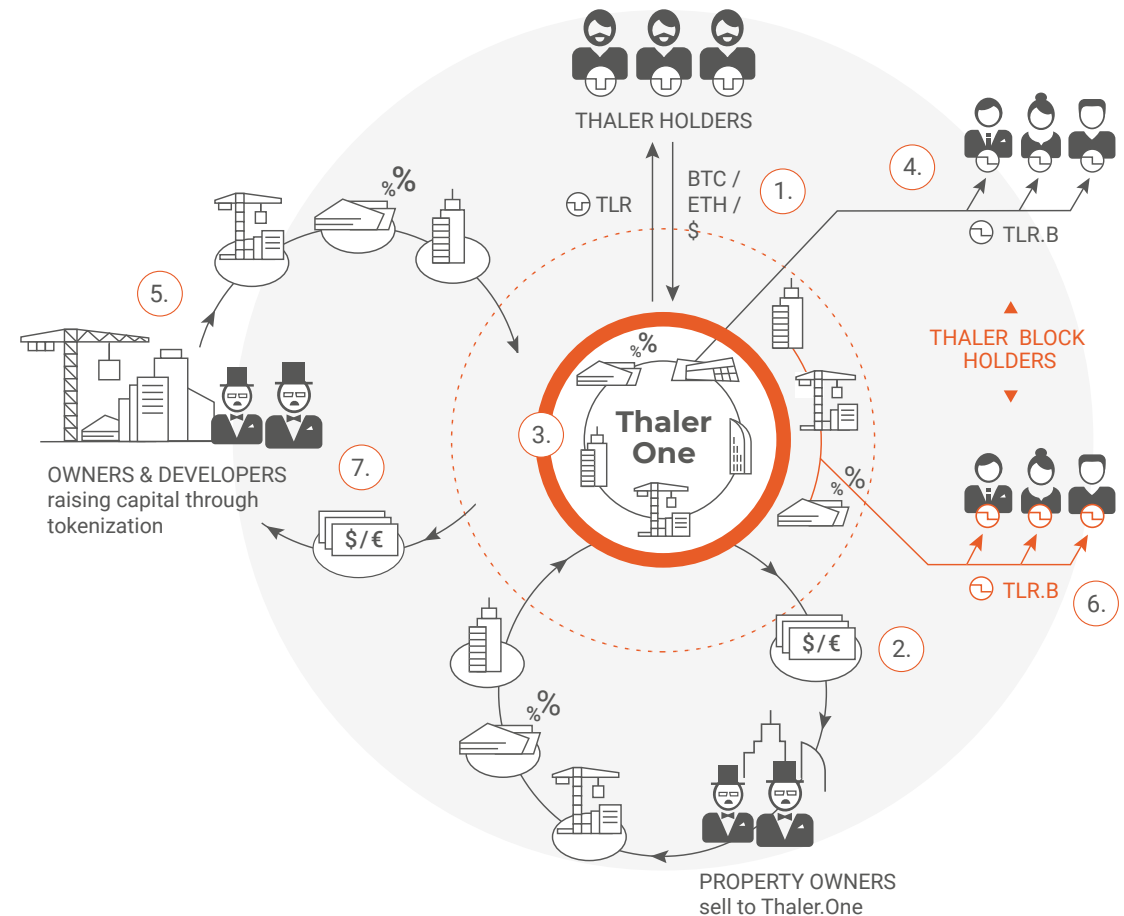 THALER HOLDERS
TLR
BTC /
ETH /
$
1.
4.
TLR.B
%%
5.
THALER BLOCK
HOLDERS
%%
Thaler
One
3.
OWNERS & DEVELOPERS
raising capital through
tokenization
7.
$/€
%%
TLR.B
6.
$/€
2.
%%
PROPERTY OWNERS
sell to Thaler.One